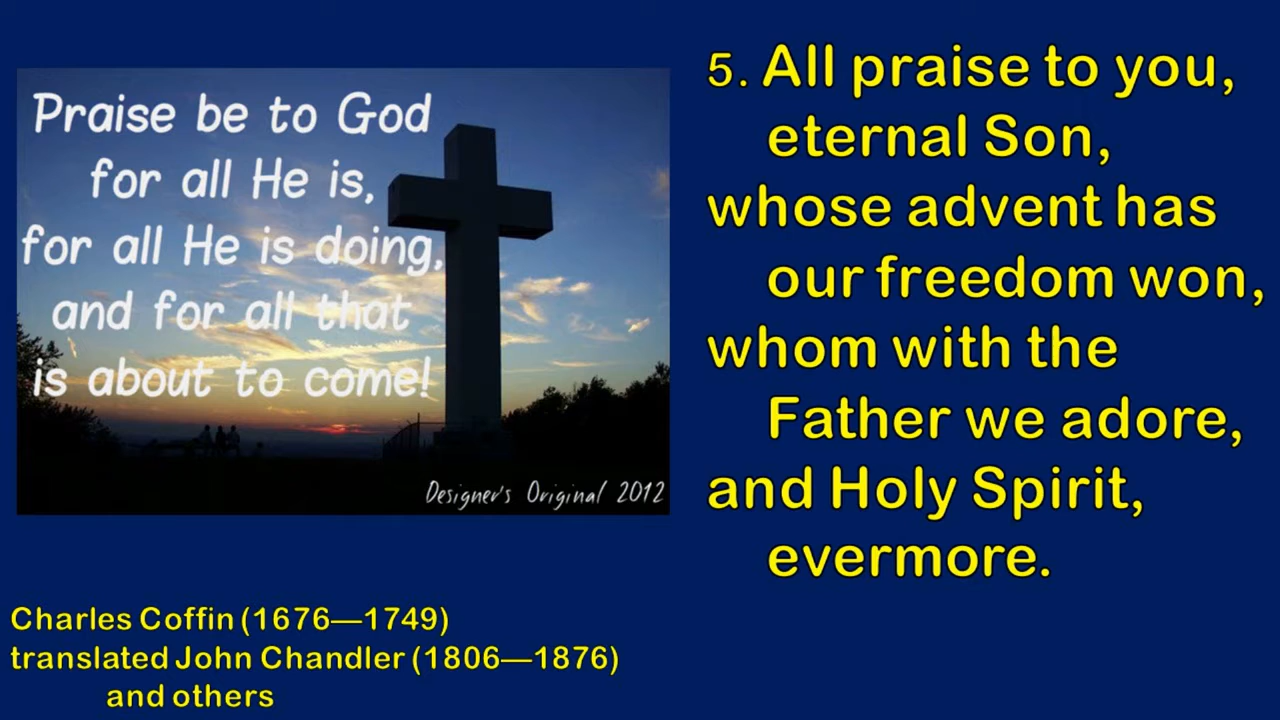 Praise be to God
for all He is,
for all He is doing,
and for all that
is about to come!
Designer's Original 2012
5. All praise to you,
eternal Son,
whose advent has
our freedom won,
whom with the
Father we adore,
and Holy Spirit,
evermore.
Charles Coffin (1676—1749)
translated John Chandler (1806—1876)
and others